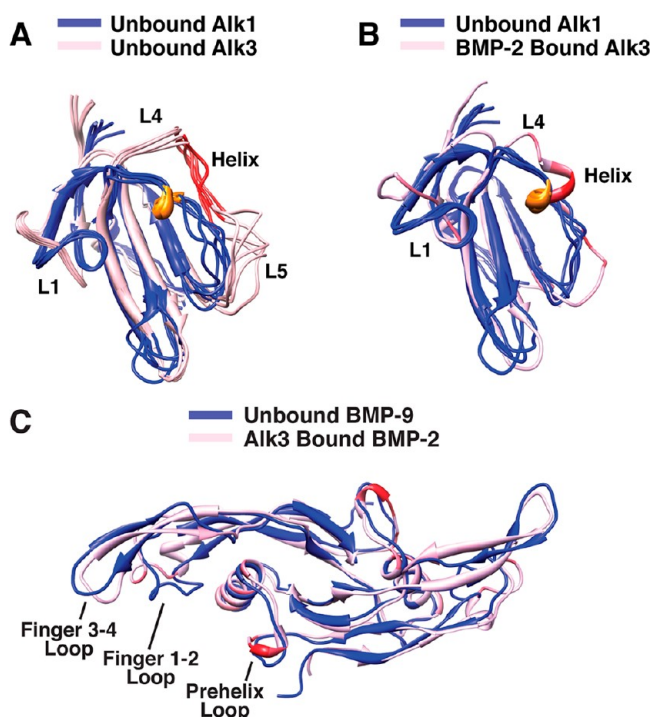 A
Unbound Alk1
Unbound Alk3
L4
Helix
L1
L5
B
Unbound Alk1
BMP-2 Bound Alk3
L4
Helix
L1
C
Unbound BMP-9
Alk3 Bound BMP-2
Finger 3-4
Loop
Finger 1-2
Loop
Prehelix
Loop